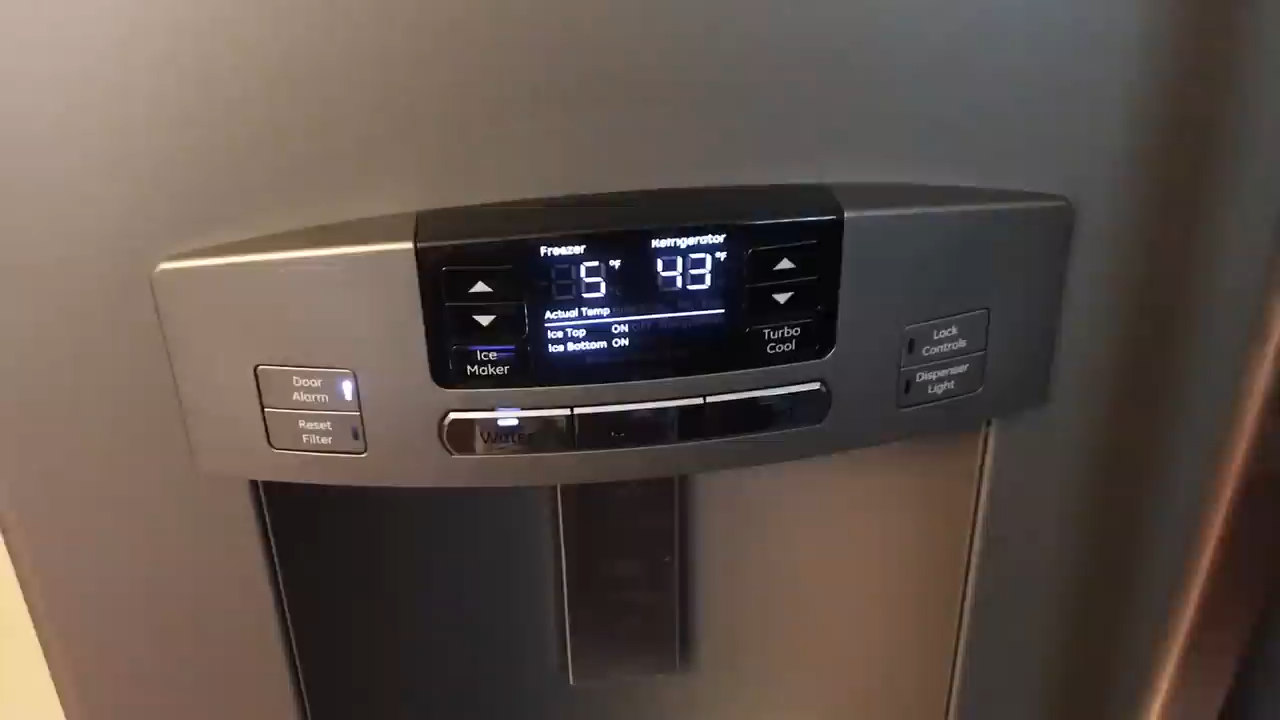 Freezer Refrigerator
5 °F 43 °F
Actual Temp
Ice Top ON
Ice Bottom ON
Ice
Maker
Turbo
Cool
Door
Alarm
Reset
Filter
Water
Lock
Controls
Dispenser
Light